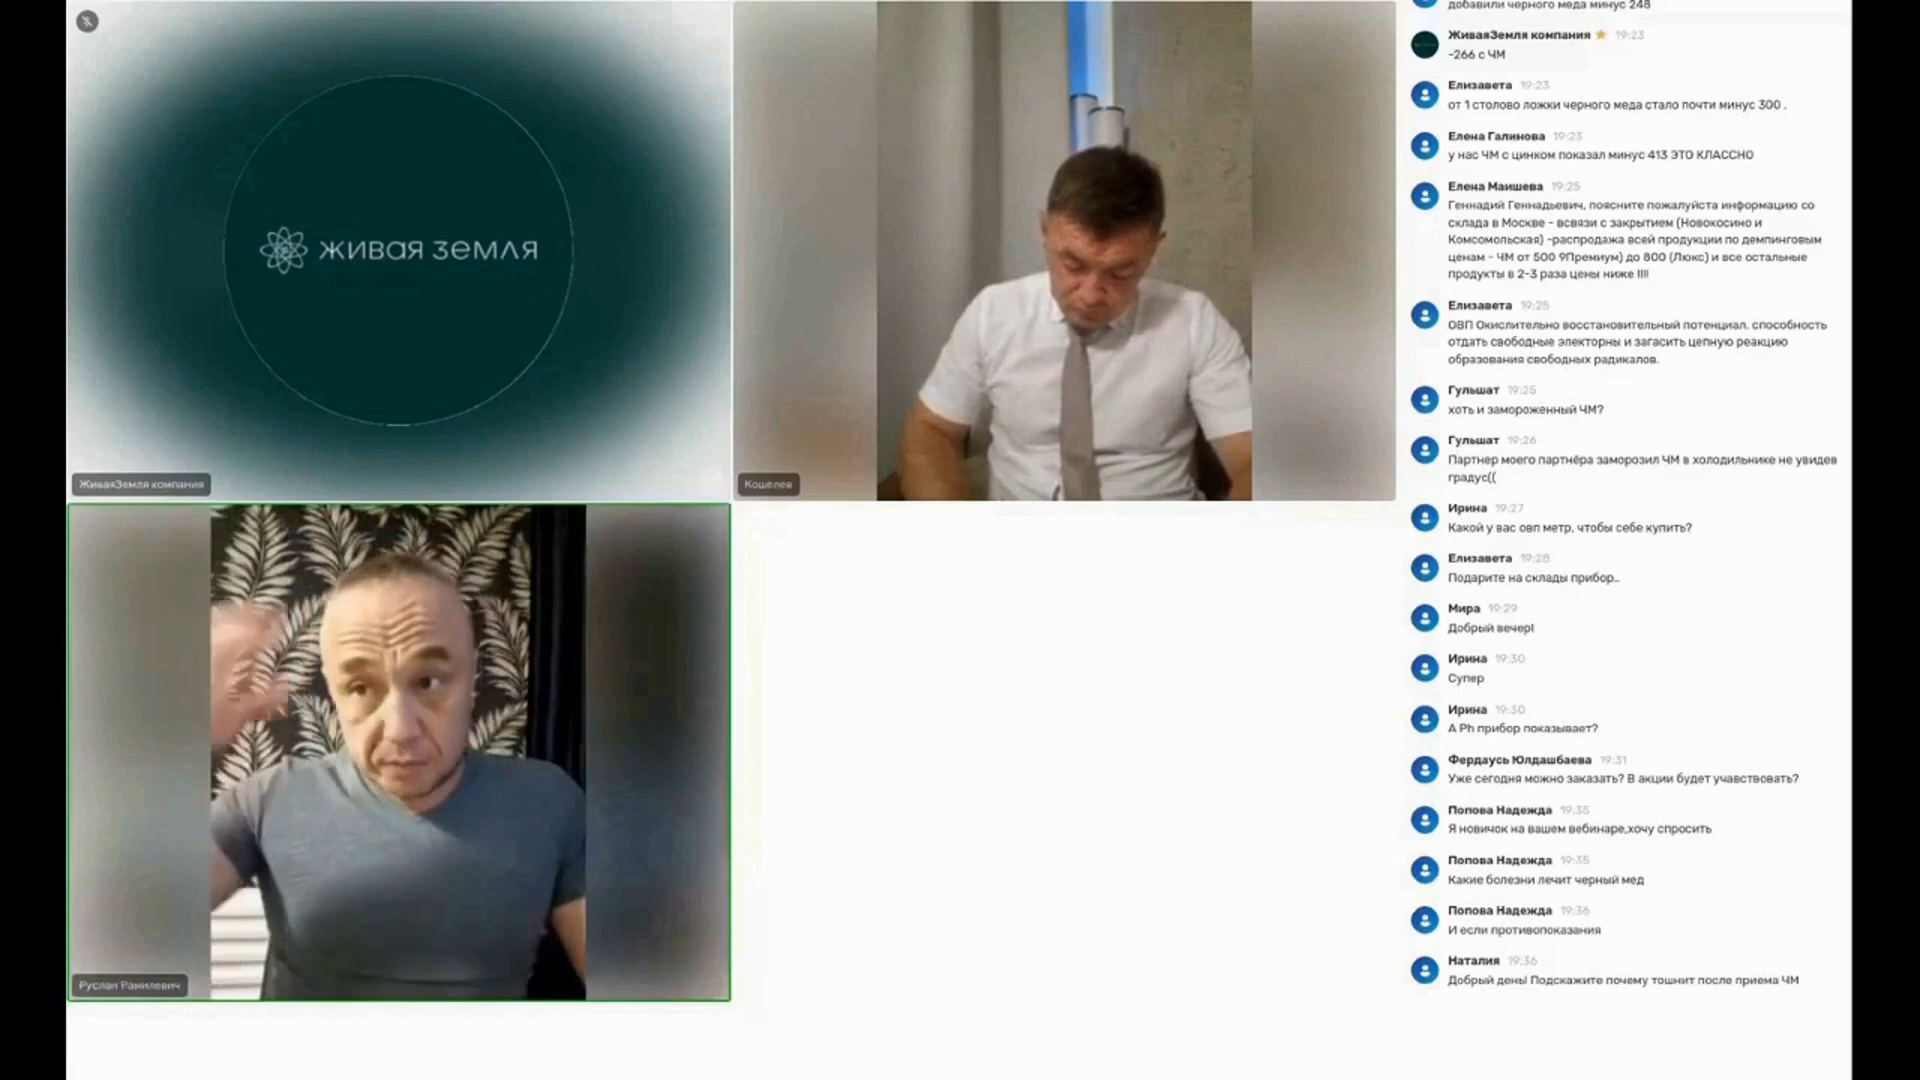 живая земля
ЖиваяЗемля компания
Кошелев
Руслан Рамилевич
добавили черного меда минус 248
ЖиваяЗемля компания 19:23
-266 с ЧМ
Елизавета 19:23
от 1 столово ложки черного меда стало почти минус 300 .
Елена Галинова 19:23
у нас ЧМ с цинком показал минус 413 ЭТО КЛАССНО
Елена Маишева 19:25
Геннадий Геннадьевич, поясните пожалуйста информацию со
склада в Москве - всвязи с закрытием (Новокосино и
Комсомольская) -распродажа всей продукции по демпинговым
ценам - ЧМ от 500 9Премиум) до 800 (Люкс) и все остальные
продукты в 2-3 раза цены ниже !!!!
Елизавета 19:25
ОВП Окислительно восстановительный потенциал. способность
отдать свободные электорны и загасить цепную реакцию
образования свободных радикалов.
Гульшат 19:25
хоть и замороженный ЧМ?
Гульшат 19:26
Партнер моего партнёра заморозил ЧМ в холодильнике не увидев
градус((
Ирина 19:27
Какой у вас овп метр, чтобы себе купить?
Елизавета 19:28
Подарите на склады прибор..
Мира 19:29
Добрый вечер!
Ирина 19:30
Супер
Ирина 19:30
А Ph прибор показывает?
Фердаусь Юлдашбаева 19:31
Уже сегодня можно заказать? В акции будет учавствовать?
Попова Надежда 19:35
Я новичок на вашем вебинаре,хочу спросить
Попова Надежда 19:35
Какие болезни лечит черный мед
Попова Надежда 19:36
И если противопоказания
Наталия 19:36
Добрый день! Подскажите почему тошнит после приема ЧМ